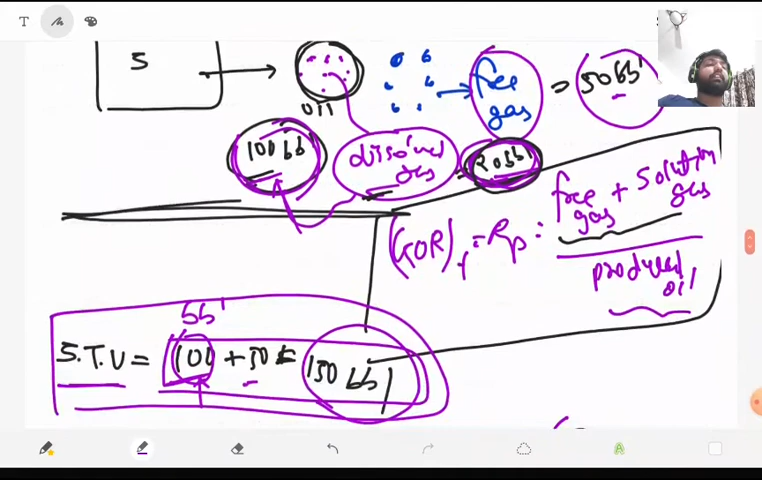 S
oil
free gas
= 50 bbl
100 bbl
dissolved gas
= 20 bbl
(GOR)p = Rp = free gas + solution gas
produced oil
bbl
S.T.V = 100 + 50 = 150 bbl